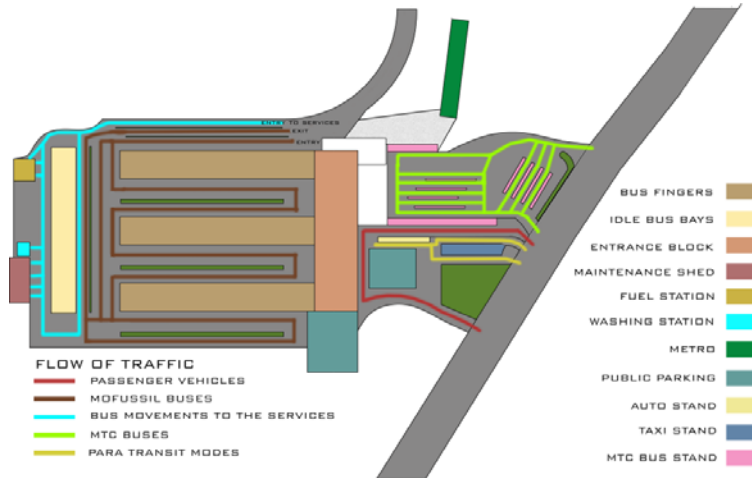 ENTRY TO SERVICES
EXIT
ENTRY
BUS FINGERS
IDLE BUS BAYS
ENTRANCE BLOCK
MAINTENANCE SHED
FUEL STATION
WASHING STATION
METRO
PUBLIC PARKING
AUTO STAND
TAXI STAND
MTC BUS STAND
FLOW OF TRAFFIC
PASSENGER VEHICLES
MOFUSSIL BUSES
BUS MOVEMENTS TO THE SERVICES
MTC BUSES
PARA TRANSIT MODES